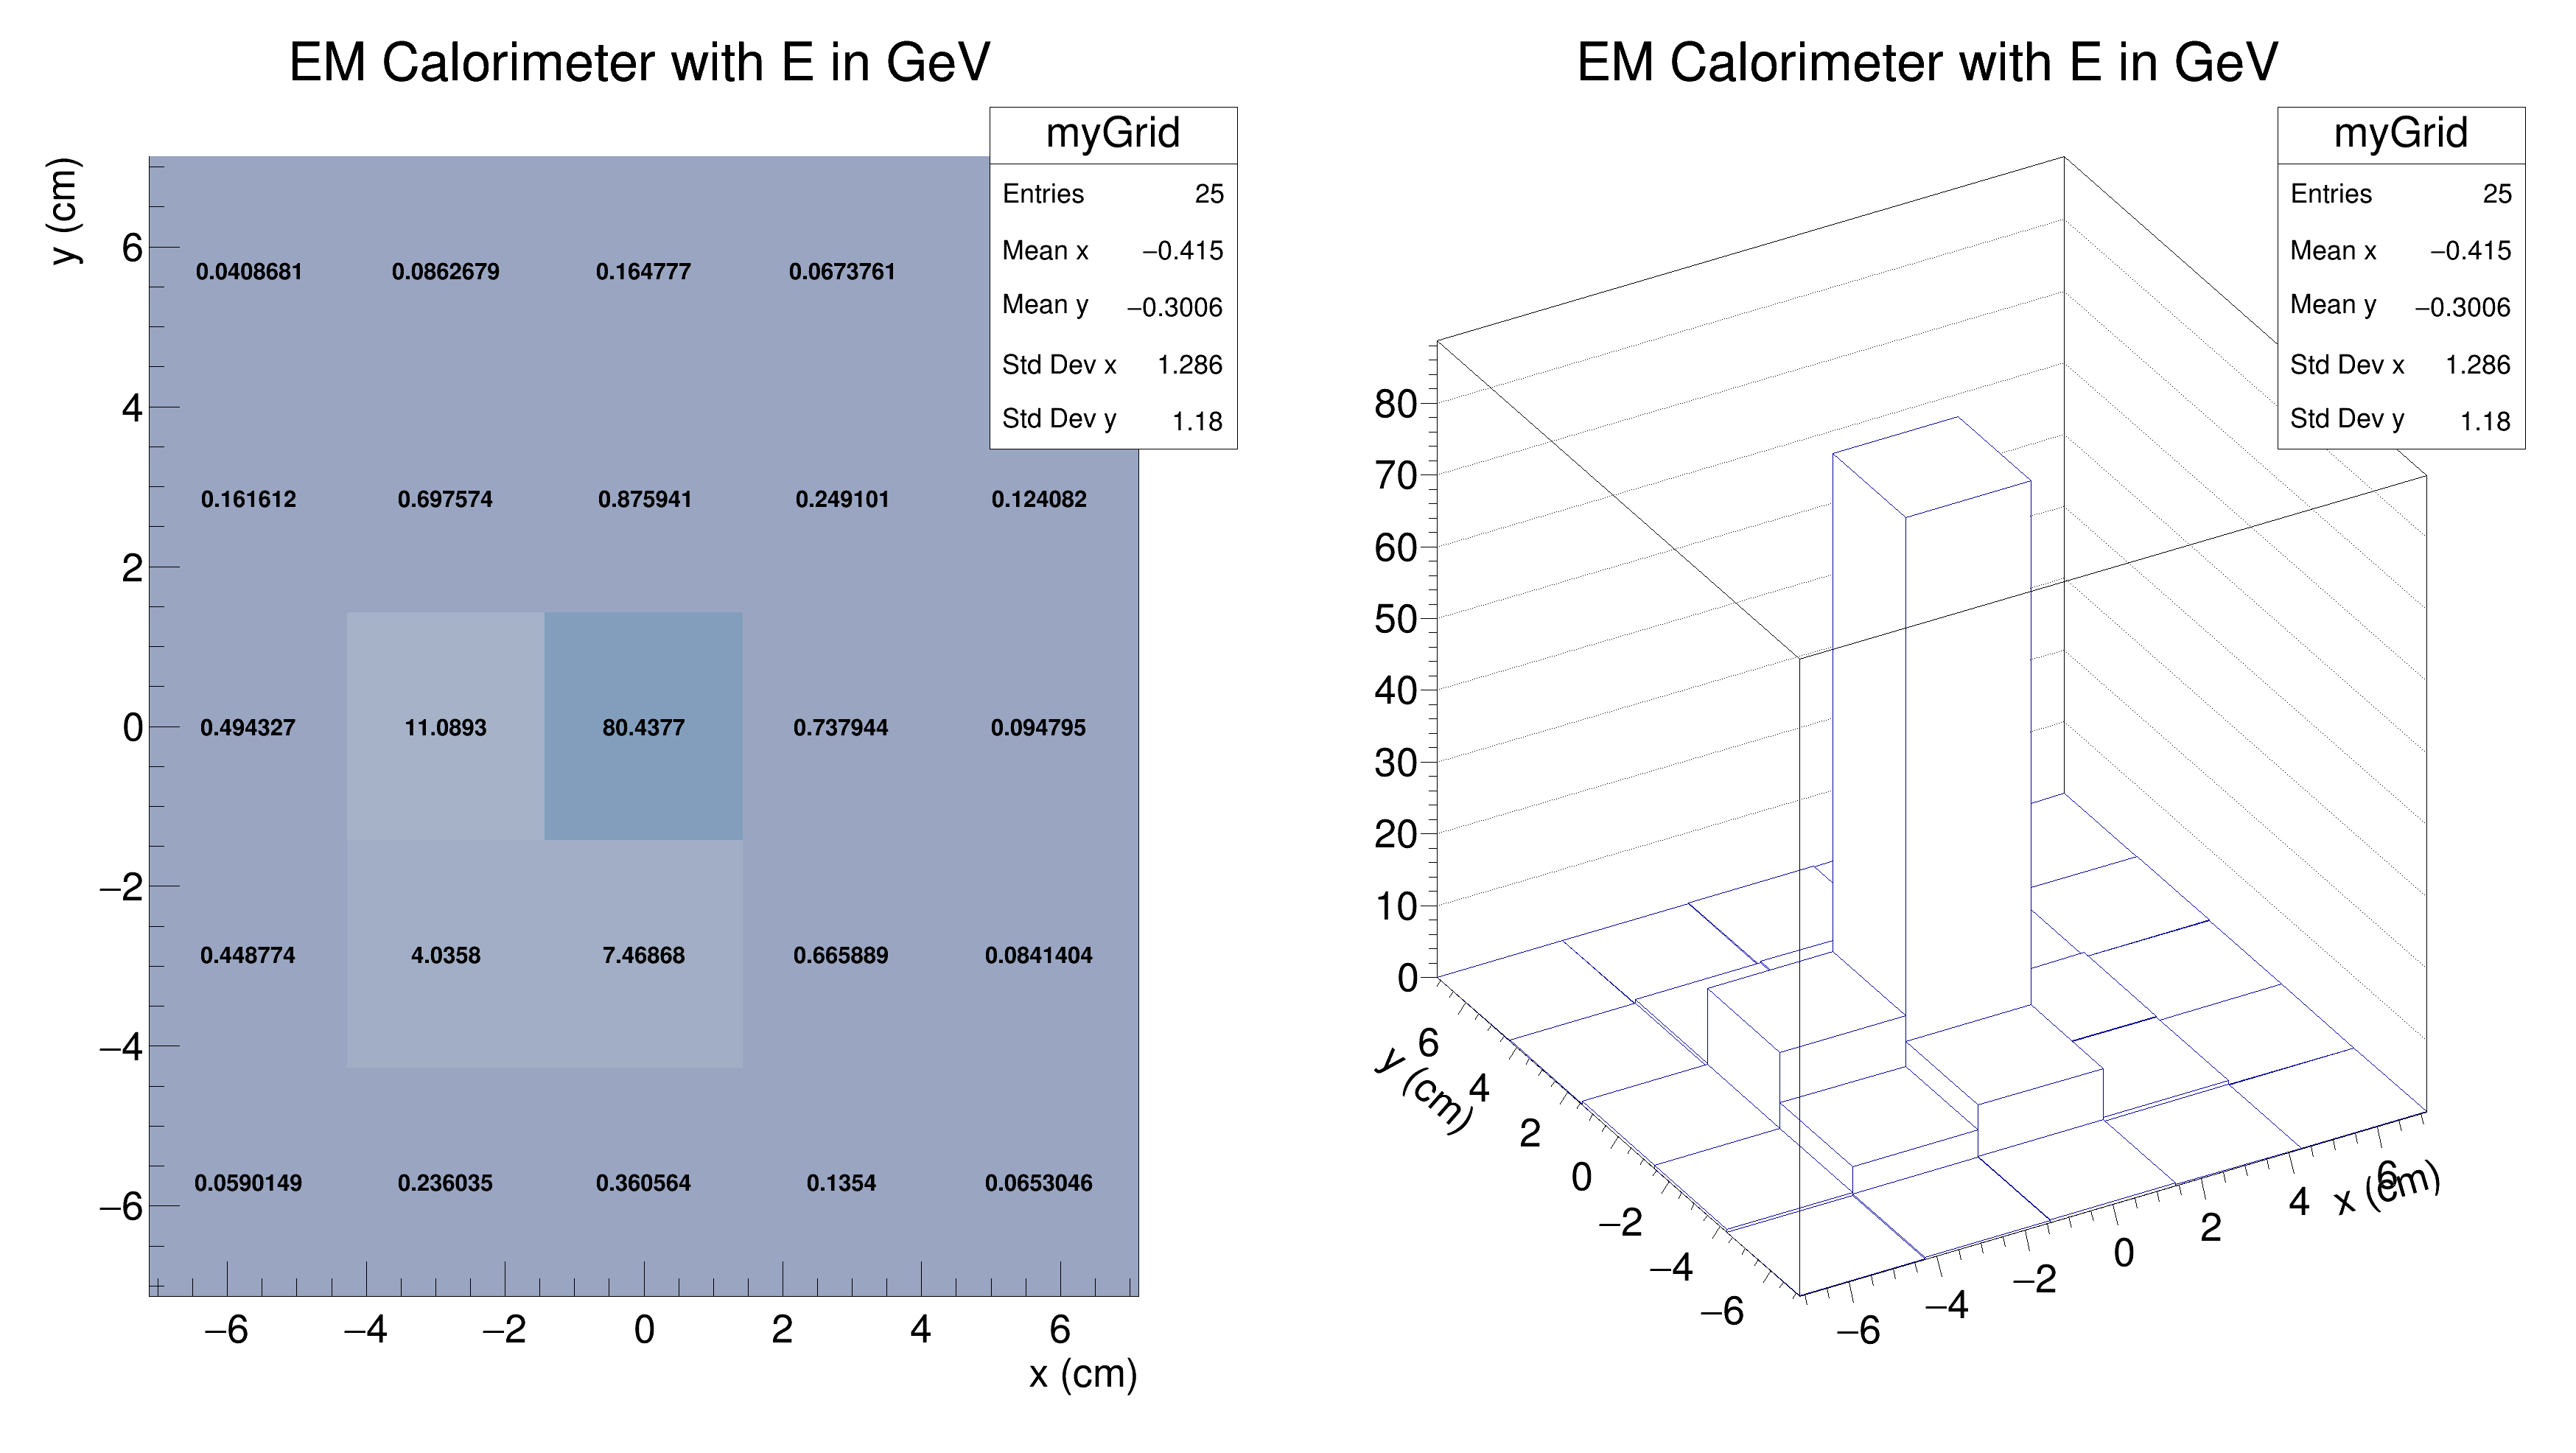 EM Calorimeter with E in GeV
myGrid
Entries 25
Mean x −0.415
Mean y −0.3006
Std Dev x 1.286
Std Dev y 1.18
y (cm)
6
4
2
0
−2
−4
−6
0.0408681 0.0862679 0.164777 0.0673761
0.161612 0.697574 0.875941 0.249101 0.124082
0.494327 11.0893 80.4377 0.737944 0.094795
0.448774 4.0358 7.46868 0.665889 0.0841404
0.0590149 0.236035 0.360564 0.1354 0.0653046
−6 −4 −2 0 2 4 6
x (cm)
EM Calorimeter with E in GeV
myGrid
Entries 25
Mean x −0.415
Mean y −0.3006
Std Dev x 1.286
Std Dev y 1.18
80
70
60
50
40
30
20
10
0
y (cm)
6
4
2
0
−2
−4
−6
−6 −4 −2 0 2 4 6
x (cm)